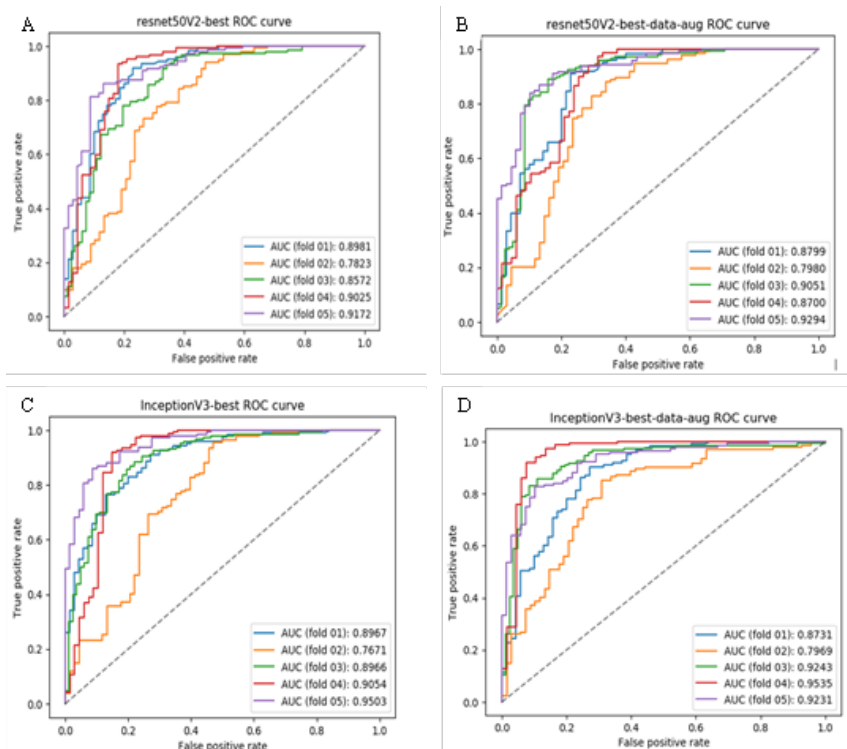 A
resnet50V2-best ROC curve
True positive rate
1.0
0.8
0.6
0.4
0.2
0.0
AUC (fold 01): 0.8981
AUC (fold 02): 0.7823
AUC (fold 03): 0.8572
AUC (fold 04): 0.9025
AUC (fold 05): 0.9172
0.0 0.2 0.4 0.6 0.8 1.0
False positive rate
B
resnet50V2-best-data-aug ROC curve
True positive rate
1.0
0.8
0.6
0.4
0.2
0.0
AUC (fold 01): 0.8799
AUC (fold 02): 0.7980
AUC (fold 03): 0.9051
AUC (fold 04): 0.8700
AUC (fold 05): 0.9294
0.0 0.2 0.4 0.6 0.8 1.0
False positive rate
C
InceptionV3-best ROC curve
True positive rate
1.0
0.8
0.6
0.4
0.2
0.0
AUC (fold 01): 0.8967
AUC (fold 02): 0.7671
AUC (fold 03): 0.8966
AUC (fold 04): 0.9054
AUC (fold 05): 0.9503
0.0 0.2 0.4 0.6 0.8 1.0
False positive rate
D
InceptionV3-best-data-aug ROC curve
True positive rate
1.0
0.8
0.6
0.4
0.2
0.0
AUC (fold 01): 0.8731
AUC (fold 02): 0.7969
AUC (fold 03): 0.9243
AUC (fold 04): 0.9535
AUC (fold 05): 0.9231
0.0 0.2 0.4 0.6 0.8 1.0
False positive rate